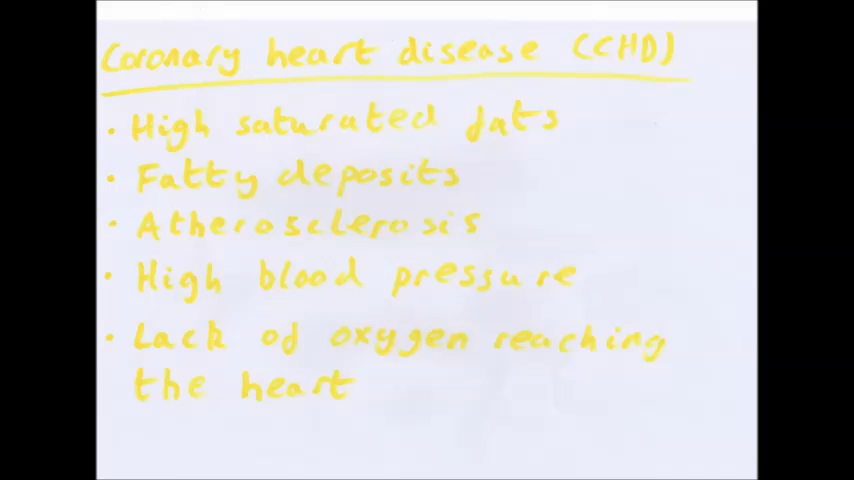 Coronary heart disease (CHD)
• High saturated fats
• Fatty deposits
• Atherosclerosis
• High blood pressure
• Lack of oxygen reaching
the heart